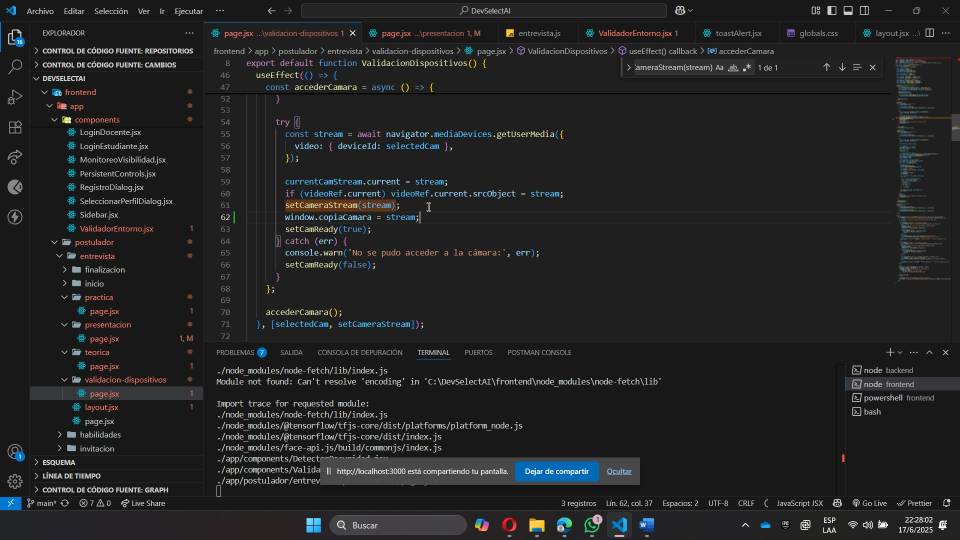 Archivo Editar Selección Ver Ir Ejecutar ...
DevSelectAI
EXPLORADOR
CONTROL DE CÓDIGO FUENTE: REPOSITORIOS
CONTROL DE CÓDIGO FUENTE: CAMBIOS
DEVSELECTAI
frontend
app
components
LoginDocente.jsx
LoginEstudiante.jsx
MonitoreoVisibilidad.jsx
PersistentControls.jsx
RegistroDialog.jsx
SeleccionarPerfilDialog.jsx
Sidebar.jsx
ValidadorEntorno.jsx 1
postulador
entrevista
finalizacion
inicio
practica
page.jsx 1
presentacion
page.jsx 1, M
teorica
page.jsx 1
validacion-dispositivos
page.jsx 1
layout.jsx 1
page.jsx
habilidades
invitacion
ESQUEMA
LÍNEA DE TIEMPO
CONTROL DE CÓDIGO FUENTE: GRAPH
page.jsx ...\validacion-dispositivos 1
page.jsx ...\presentacion 1, M
entrevista.js
ValidadorEntorno.jsx 1
toastAlert.jsx
globals.css
layout.jsx ...
frontend > app > postulador > entrevista > validacion-dispositivos > page.jsx > ValidacionDispositivos > useEffect() callback > accederCamara
ameraStream(stream) Aa ab 1 de 1
8 export default function ValidacionDispositivos() {
46 useEffect(() => {
47 const accederCamara = async () => {
52 }
53
54 try {
55 const stream = await navigator.mediaDevices.getUserMedia({
56 video: { deviceId: selectedCam },
57 });
58
59 currentCamStream.current = stream;
60 if (videoRef.current) videoRef.current.srcObject = stream;
61 setCameraStream(stream);
62 window.copiaCamara = stream;
63 setCamReady(true);
64 } catch (err) {
65 console.warn('No se pudo acceder a la cámara:', err);
66 setCamReady(false);
67 }
68 };
69
70 accederCamara();
71 }, [selectedCam, setCameraStream]);
72
PROBLEMAS 7 SALIDA CONSOLA DE DEPURACIÓN TERMINAL PUERTOS POSTMAN CONSOLE
./node_modules/node-fetch/lib/index.js
Module not found: Can't resolve 'encoding' in 'C:\DevSelectAI\frontend\node_modules\node-fetch\lib'
Import trace for requested module:
./node_modules/node-fetch/lib/index.js
./node_modules/@tensorflow/tfjs-core/dist/platforms/platform_node.js
./node_modules/@tensorflow/tfjs-core/dist/index.js
./node_modules/face-api.js/build/commonjs/index.js
./app/components/Valida
./app/postulador/entrev
node backend
node frontend
powershell frontend
bash
http://localhost:3000 está compartiendo tu pantalla.
Dejar de compartir
Ocultar
main* 7 0 Live Share
3 registros Lín. 62, col. 37 Espacios: 2 UTF-8 CRLF JavaScript JSX Go Live Prettier
Buscar
ESP
LAA
22:28:02
17/6/2025